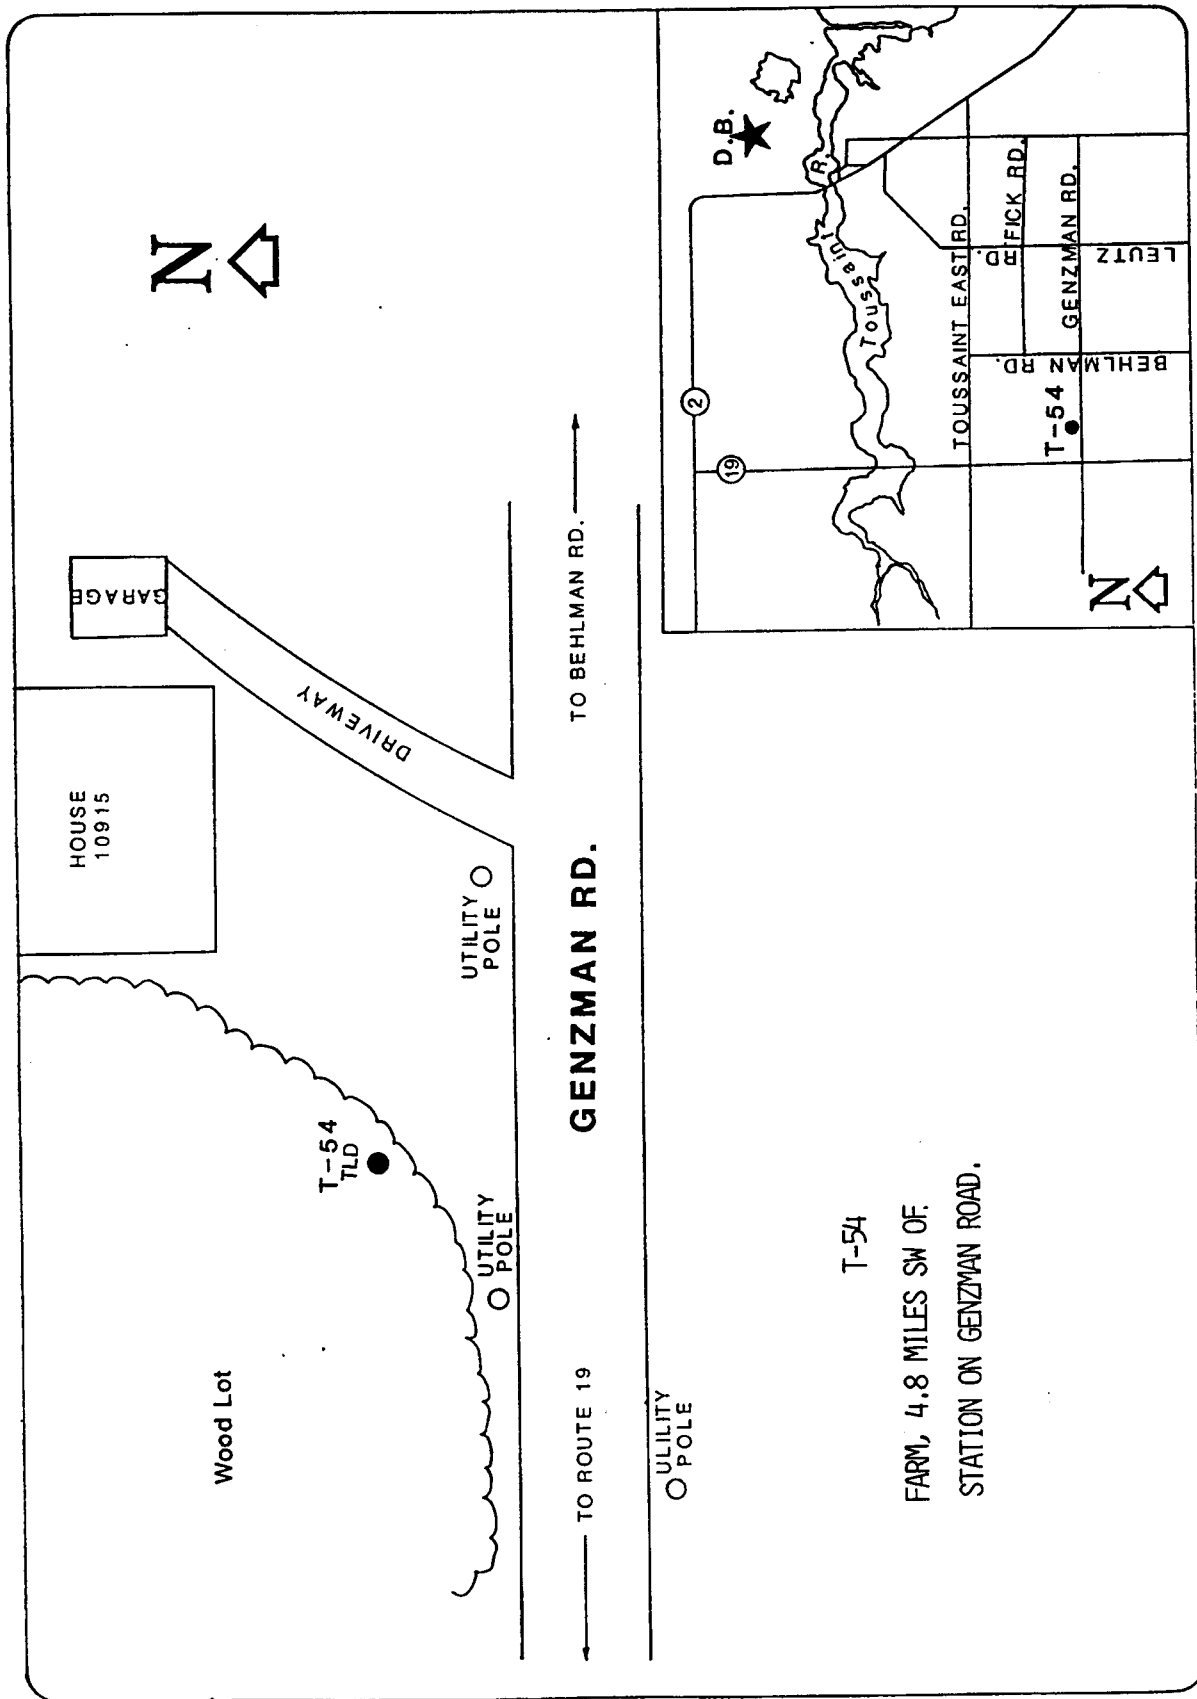 N
GARAGE
HOUSE
10915
DRIVEWAY
UTILITY
POLE
T-54
TLD
UTILITY
POLE
Wood Lot
TO BEHLMAN RD.
GENZMAN RD.
TO ROUTE 19
ULILITY
POLE
T-54
FARM, 4.8 MILES SW OF
STATION ON GENZMAN ROAD.
D.B.
2
19
Toussaint R.
TOUSSAINT EAST RD.
FICK RD.
GENZMAN RD.
LEUTZ RD.
BEHLMAN RD.
T-54
N